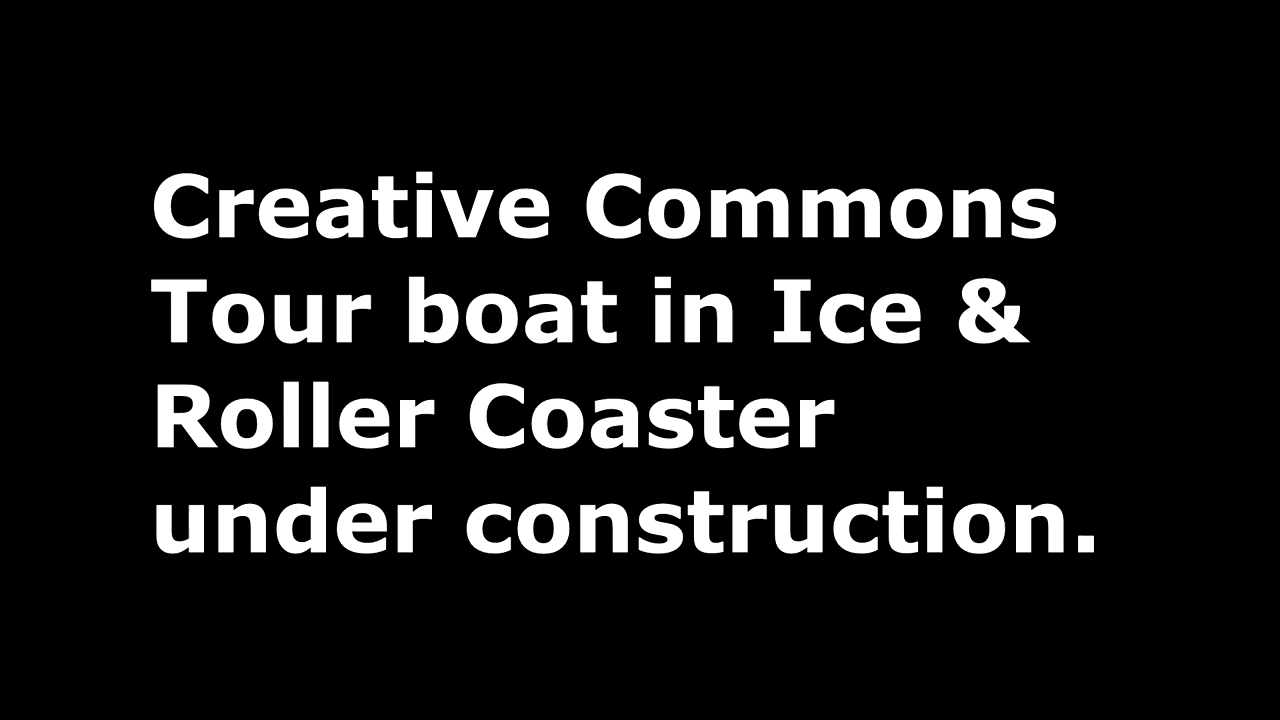 Creative Commons
Tour boat in Ice &
Roller Coaster
under construction.